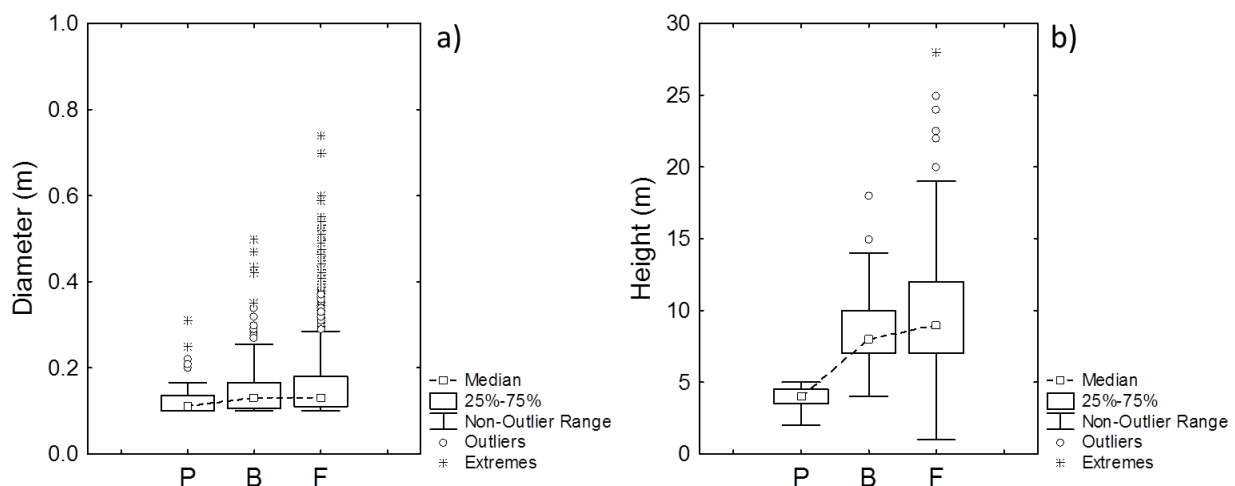 a)
Diameter (m)
1.0
0.8
0.6
0.4
0.2
0.0
P B F
Median
25%-75%
Non-Outlier Range
Outliers
Extremes
b)
Height (m)
30
25
20
15
10
5
0
P B F
Median
25%-75%
Non-Outlier Range
Outliers
Extremes